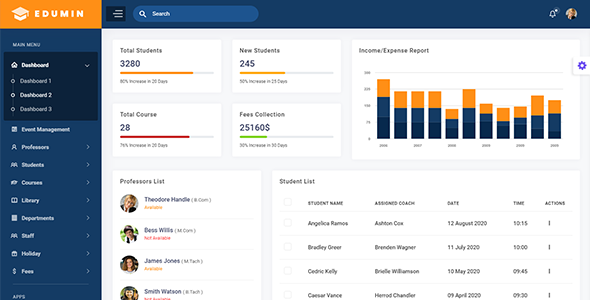 EDUMIN
Search
MAIN MENU
Dashboard
Dashboard 1
Dashboard 2
Dashboard 3
Event Management
Professors
Students
Courses
Library
Departments
Staff
Holiday
Fees
APPS
Total Students
3280
80% Increase in 20 Days
New Students
245
50% Increase in 25 Days
Total Course
28
76% Increase in 20 Days
Fees Collection
25160$
30% Increase in 30 Days
Income/Expense Report
Professors List
Theodore Handle ( B.Com )
Available
Bess Willis ( M.Com )
Not Available
James Jones ( M.Tach )
Available
Smith Watson ( B.Tach )
Not Available
Student List
STUDENT NAME ASSIGNED COACH DATE TIME ACTIONS
Angelica Ramos Ashton Cox 12 August 2020 10:15
Bradley Greer Brenden Wagner 11 July 2020 10:00
Cedric Kelly Brielle Williamson 10 May 2020 09:45
Caesar Vance Herrod Chandler 09 April 2020 09:30